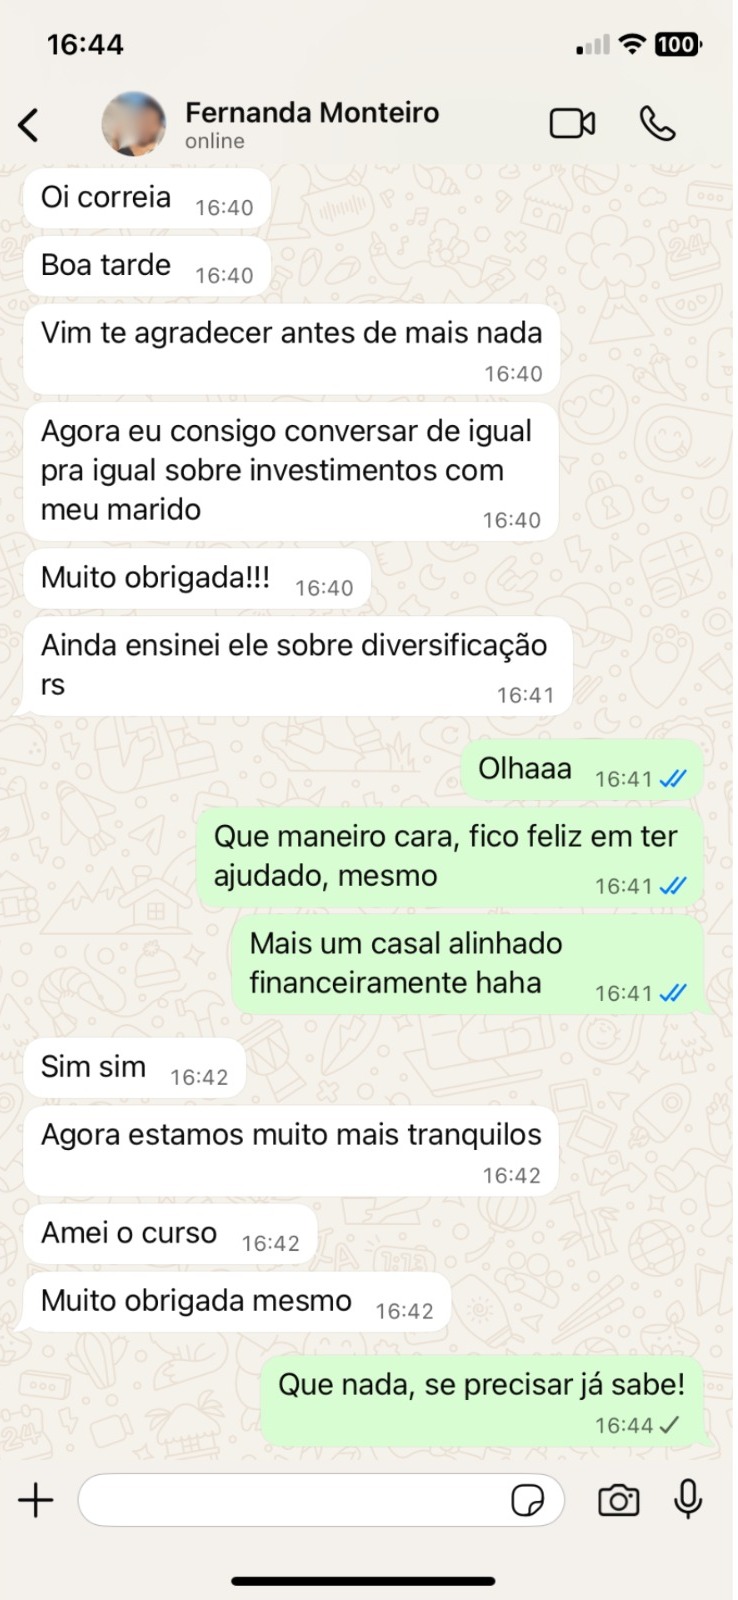 16:44
100
Fernanda Monteiro
online
Oi correia 16:40
Boa tarde 16:40
Vim te agradecer antes de mais nada
16:40
Agora eu consigo conversar de igual
pra igual sobre investimentos com
meu marido 16:40
Muito obrigada!!! 16:40
Ainda ensinei ele sobre diversificação
rs 16:41
Olhaaa 16:41
Que maneiro cara, fico feliz em ter
ajudado, mesmo 16:41
Mais um casal alinhado
financeiramente haha 16:41
Sim sim 16:42
Agora estamos muito mais tranquilos
16:42
Amei o curso 16:42
Muito obrigada mesmo 16:42
Que nada, se precisar já sabe!
16:44